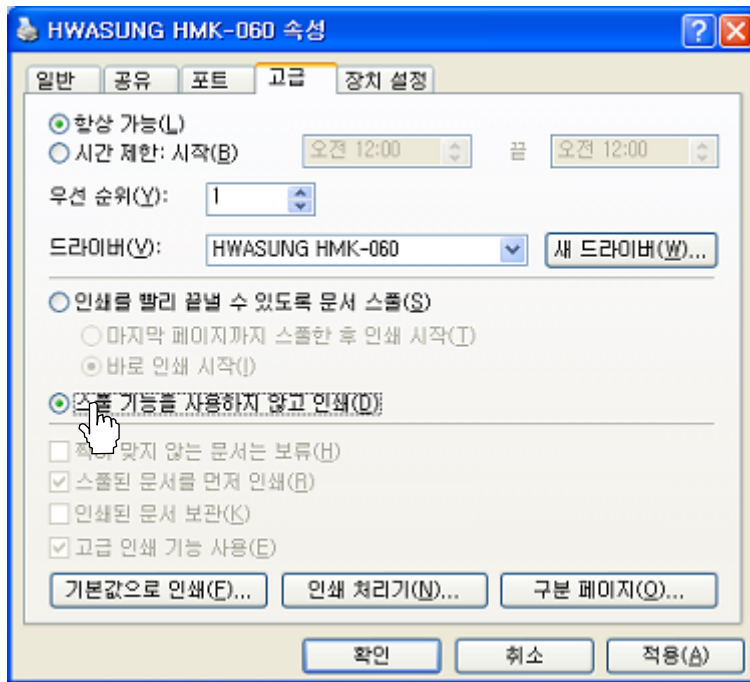 HWASUNG HMK-060 속성
일반 공유 포트 고급 장치 설정
항상 가능(L)
시간 제한: 시작(B) 오전 12:00 끝 오전 12:00
우선 순위(Y): 1
드라이버(V): HWASUNG HMK-060 새 드라이버(W)...
인쇄를 빨리 끝낼 수 있도록 문서 스풀(S)
마지막 페이지까지 스풀한 후 인쇄 시작(T)
바로 인쇄 시작(I)
스풀 기능을 사용하지 않고 인쇄(D)
맞지 않는 문서는 보류(H)
스풀된 문서를 먼저 인쇄(R)
인쇄된 문서 보관(K)
고급 인쇄 기능 사용(E)
기본값으로 인쇄(F)... 인쇄 처리기(N)... 구분 페이지(O)...
확인 취소 적용(A)